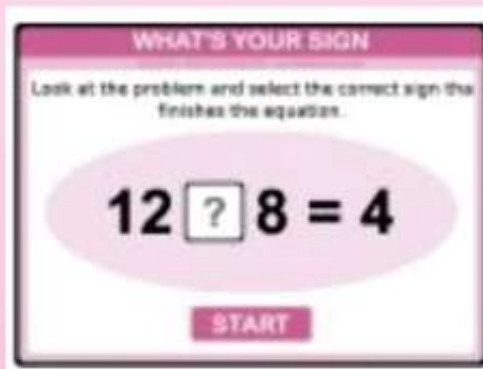 WHAT'S YOUR SIGN
Look at the problem and select the correct sign tha
finishes the equation.
12 ? 8 = 4
START